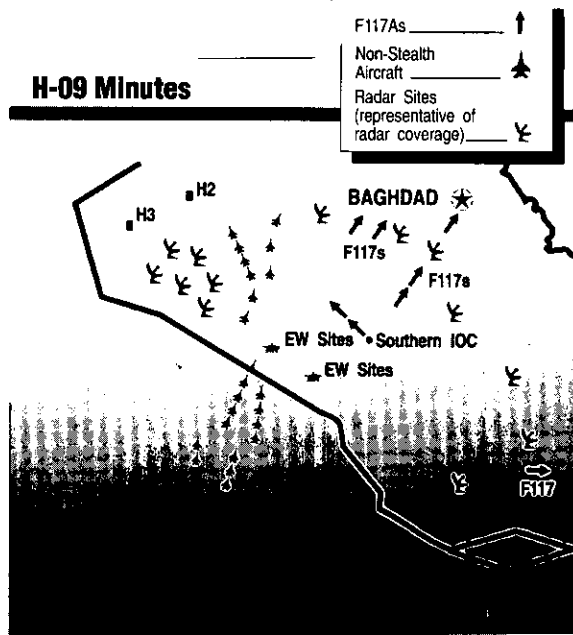 F117As
Non-Stealth
Aircraft
Radar Sites
(representative of
radar coverage)
H-09 Minutes
H2
H3
BAGHDAD
F117s
F117s
EW Sites
Southern IOC
EW Sites
F117